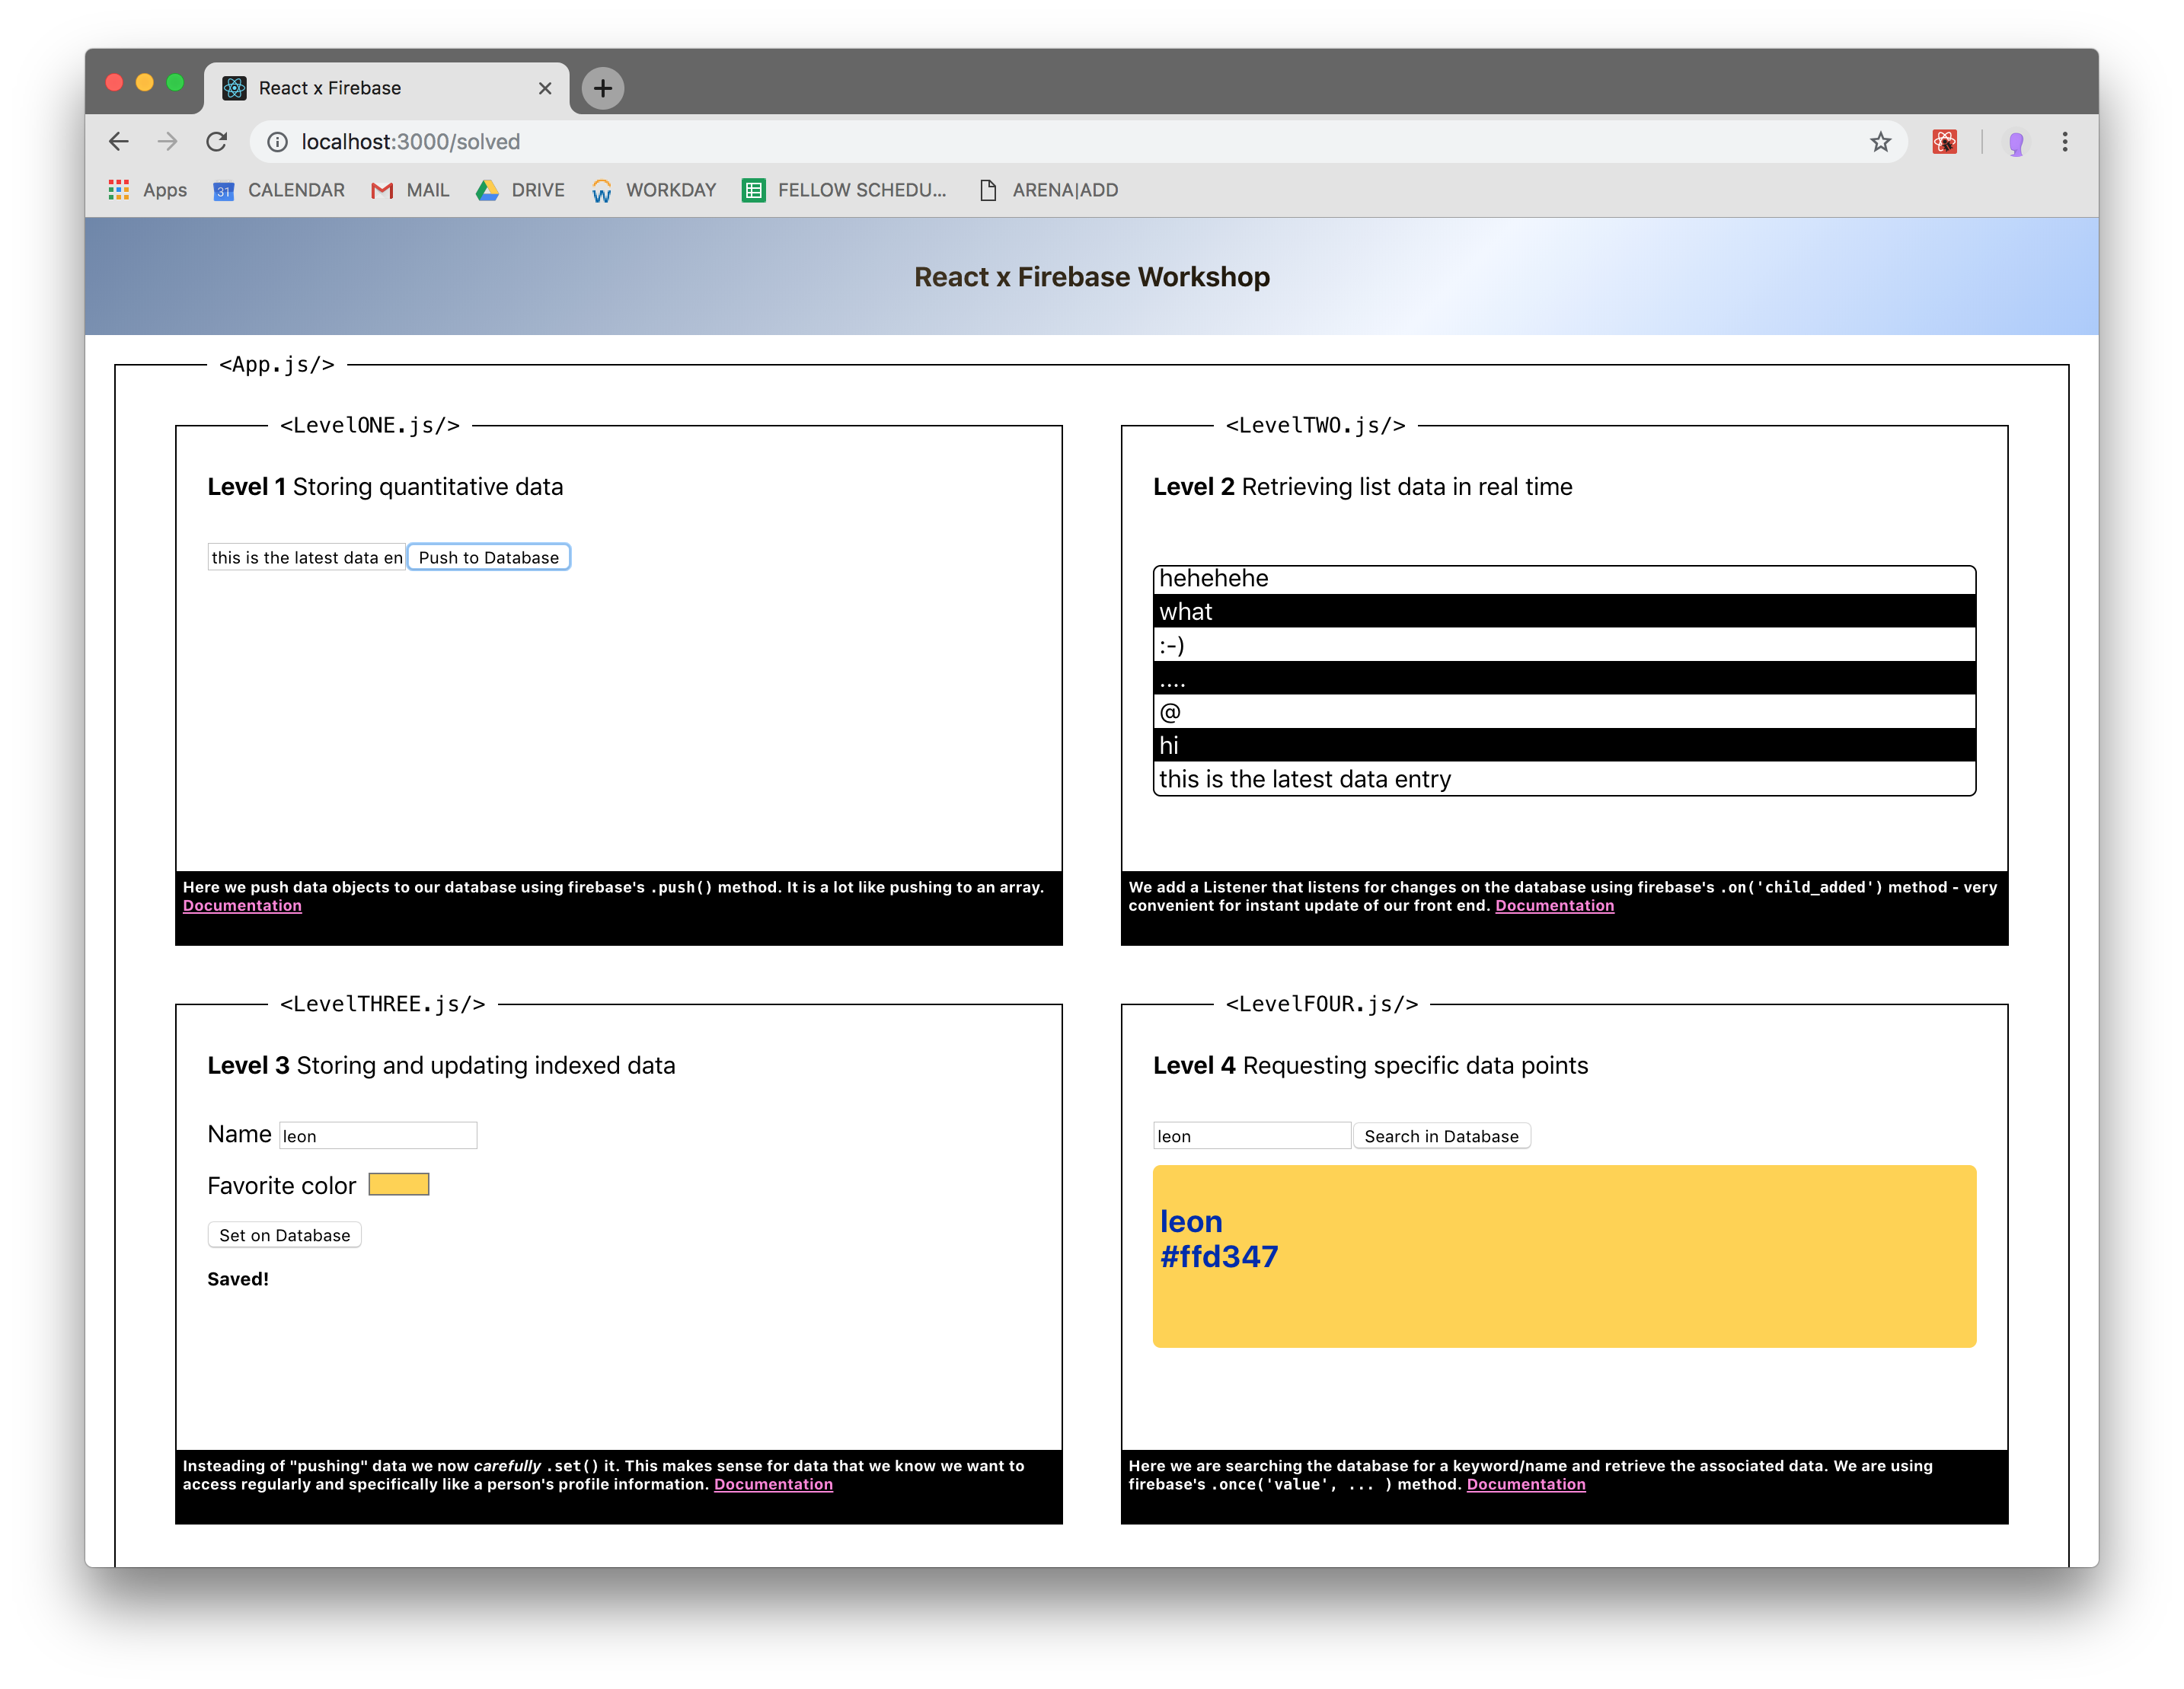 React x Firebase
localhost:3000/solved
Apps
31
CALENDAR
MAIL
DRIVE
W
WORKDAY
FELLOW SCHEDU...
ARENA|ADD
React x Firebase Workshop
<App.js/>
<LevelONE.js/>
Level 1 Storing quantitative data
this is the latest data en
Push to Database
Here we push data objects to our database using firebase's .push() method. It is a lot like pushing to an array.
Documentation
<LevelTWO.js/>
Level 2 Retrieving list data in real time
hehehehe
what
:-)
....
@
hi
this is the latest data entry
We add a Listener that listens for changes on the database using firebase's .on('child_added') method - very
convenient for instant update of our front end. Documentation
<LevelTHREE.js/>
Level 3 Storing and updating indexed data
Name leon
Favorite color
Set on Database
Saved!
Insteading of "pushing" data we now carefully .set() it. This makes sense for data that we know we want to
access regularly and specifically like a person's profile information. Documentation
<LevelFOUR.js/>
Level 4 Requesting specific data points
leon
Search in Database
leon
#ffd347
Here we are searching the database for a keyword/name and retrieve the associated data. We are using
firebase's .once('value', ... ) method. Documentation